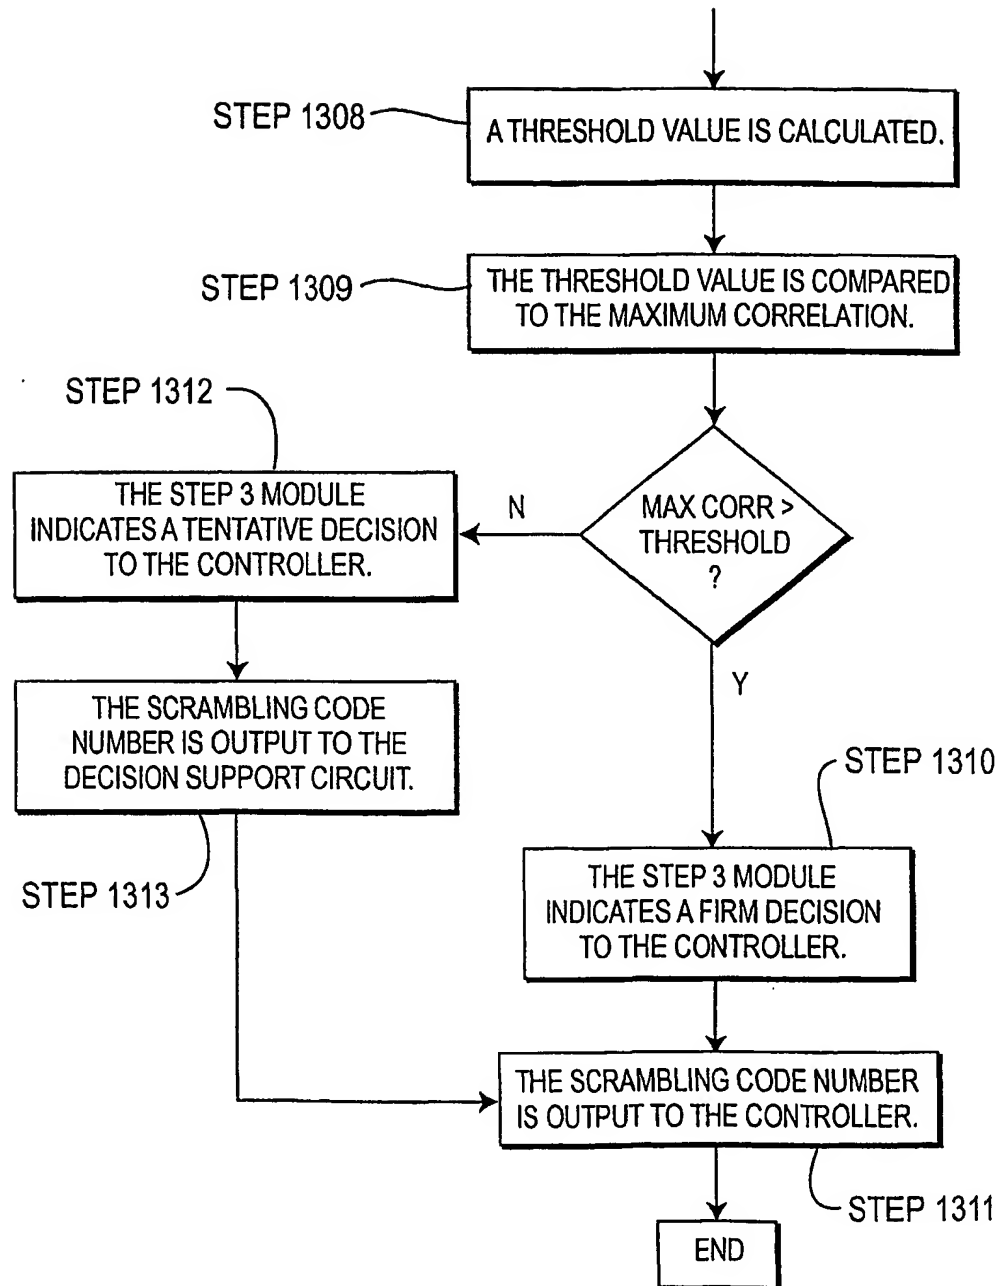 STEP 1308
A THRESHOLD VALUE IS CALCULATED.
STEP 1309
THE THRESHOLD VALUE IS COMPARED
TO THE MAXIMUM CORRELATION.
STEP 1312
THE STEP 3 MODULE
INDICATES A TENTATIVE DECISION
TO THE CONTROLLER.
N
MAX CORR >
THRESHOLD
?
Y
THE SCRAMBLING CODE
NUMBER IS OUTPUT TO THE
DECISION SUPPORT CIRCUIT.
STEP 1313
STEP 1310
THE STEP 3 MODULE
INDICATES A FIRM DECISION
TO THE CONTROLLER.
THE SCRAMBLING CODE NUMBER
IS OUTPUT TO THE CONTROLLER.
STEP 1311
END